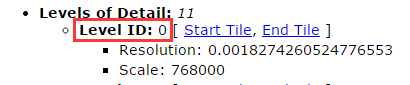 Levels of Detail: 11
Level ID: 0 [ Start Tile, End Tile ]
Resolution: 0.0018274260524776553
Scale: 768000